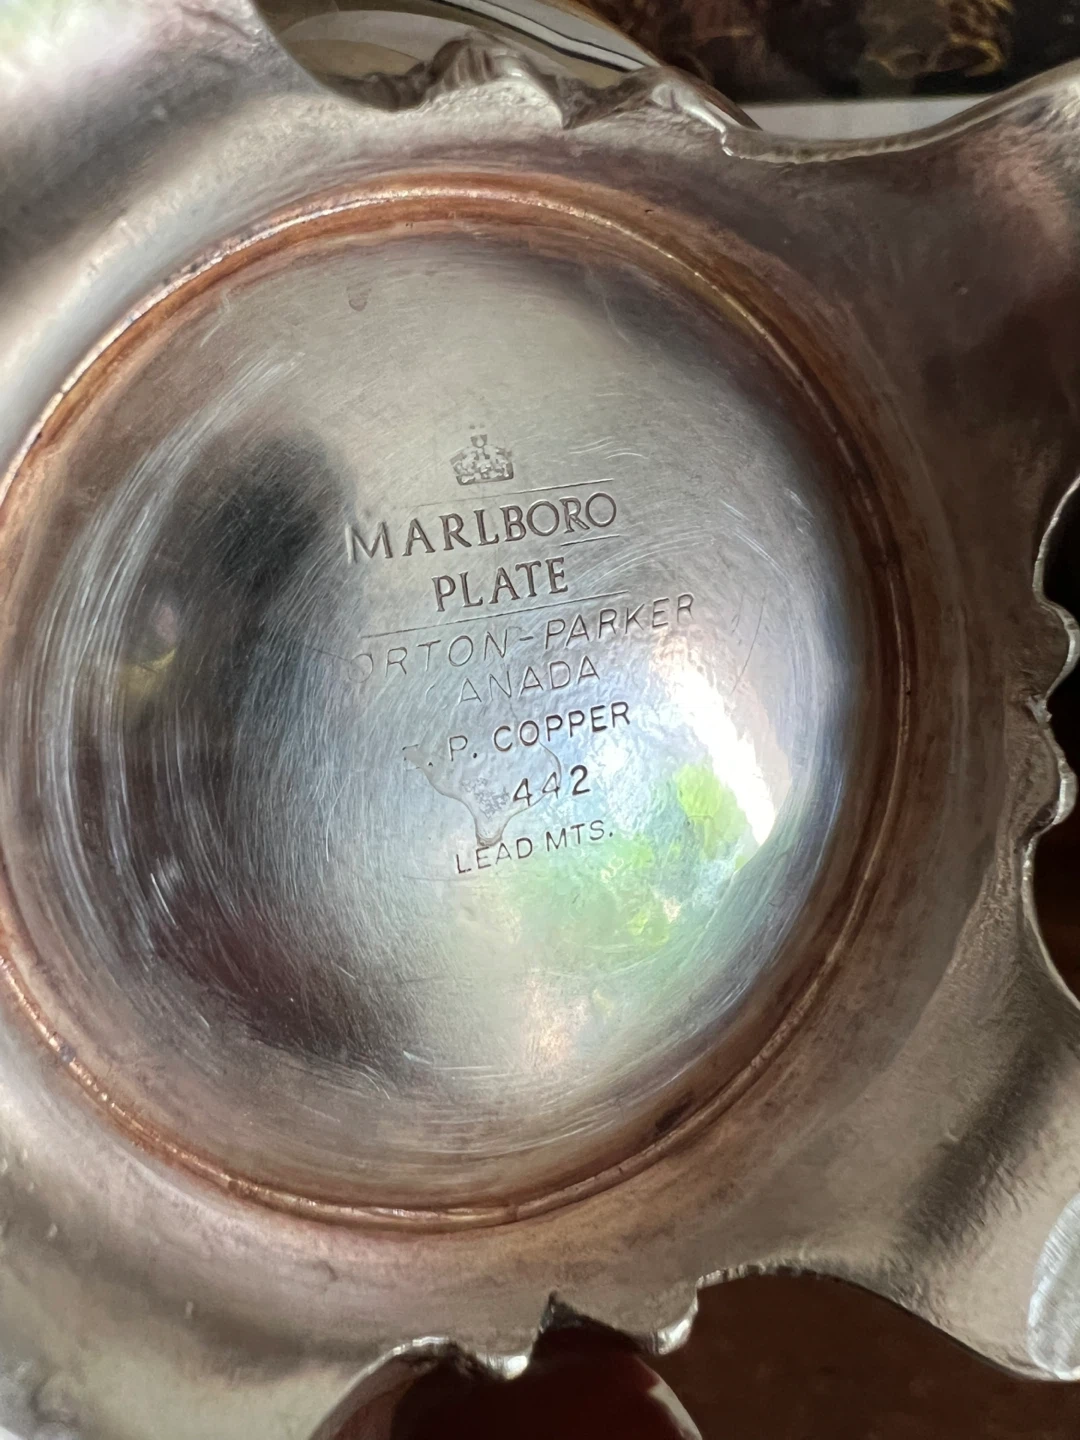 MARLBORO
PLATE
ORTON-PARKER
ANADA
. P. COPPER
442
LEAD MTS.